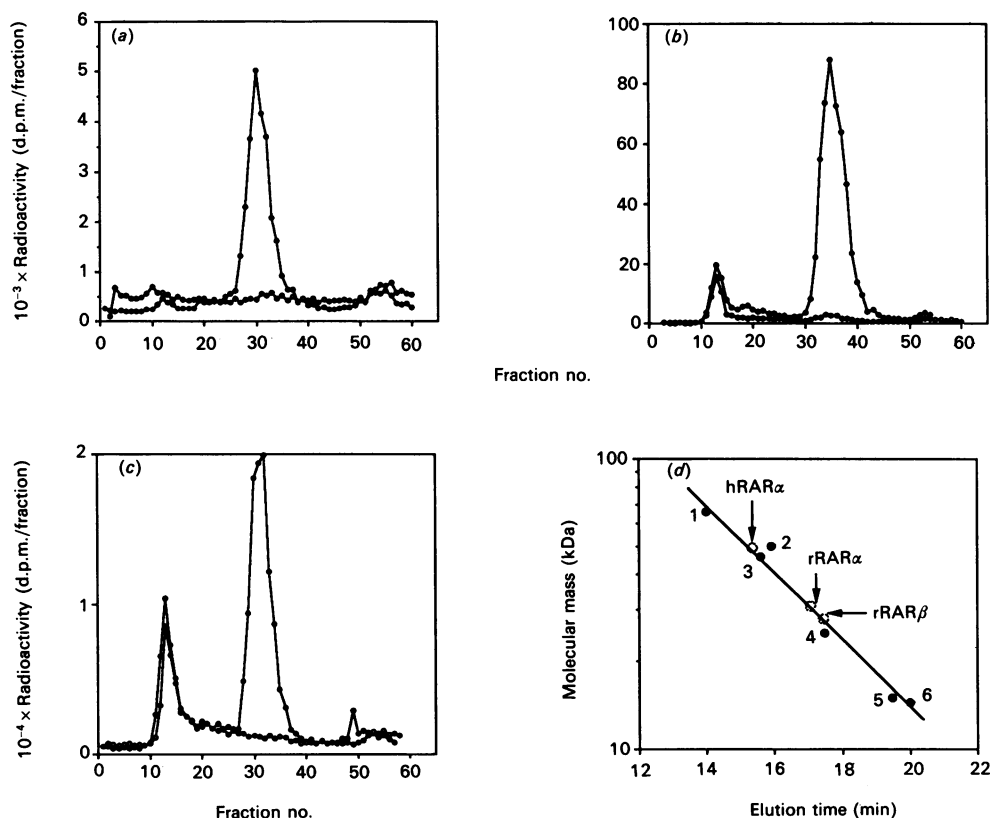 (a)
6
5
4
3
2
1
0
0 10 20 30 40 50 60
10⁻³ × Radioactivity (d.p.m./fraction)
(b)
100
80
60
40
20
0
0 10 20 30 40 50 60
Fraction no.
(c)
2
1
0
0 10 20 30 40 50 60
10⁻⁴ × Radioactivity (d.p.m./fraction)
Fraction no.
(d)
100
10
hRARα
1
2
3
rRARα
rRARβ
4
5
6
12 14 16 18 20 22
Molecular mass (kDa)
Elution time (min)